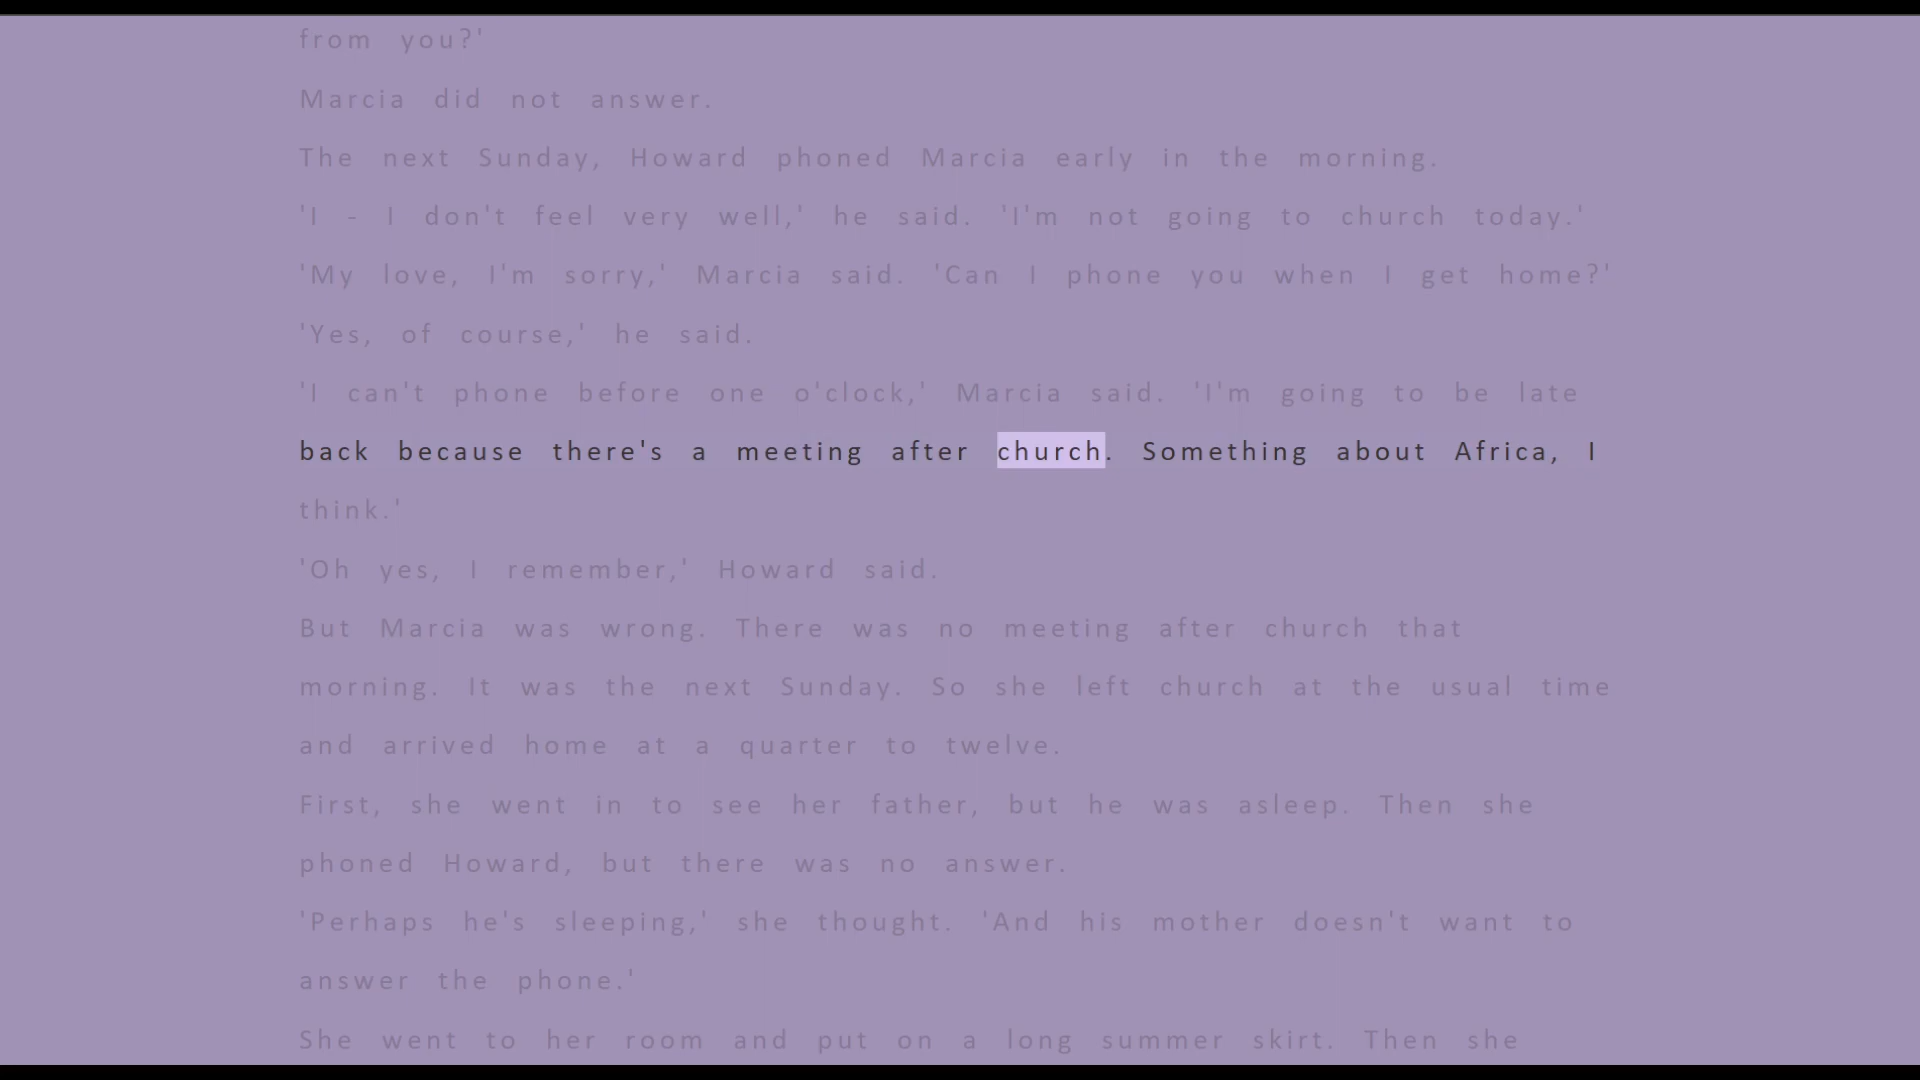 from you?'
Marcia did not answer.
The next Sunday, Howard phoned Marcia early in the morning.
'I - I don't feel very well,' he said. 'I'm not going to church today.'
'My love, I'm sorry,' Marcia said. 'Can I phone you when I get home?'
'Yes, of course,' he said.
'I can't phone before one o'clock,' Marcia said. 'I'm going to be late
back because there's a meeting after church. Something about Africa, I
think.'
'Oh yes, I remember,' Howard said.
But Marcia was wrong. There was no meeting after church that
morning. It was the next Sunday. So she left church at the usual time
and arrived home at a quarter to twelve.
First, she went in to see her father, but he was asleep. Then she
phoned Howard, but there was no answer.
'Perhaps he's sleeping,' she thought. 'And his mother doesn't want to
answer the phone.'
She went to her room and put on a long summer skirt. Then she